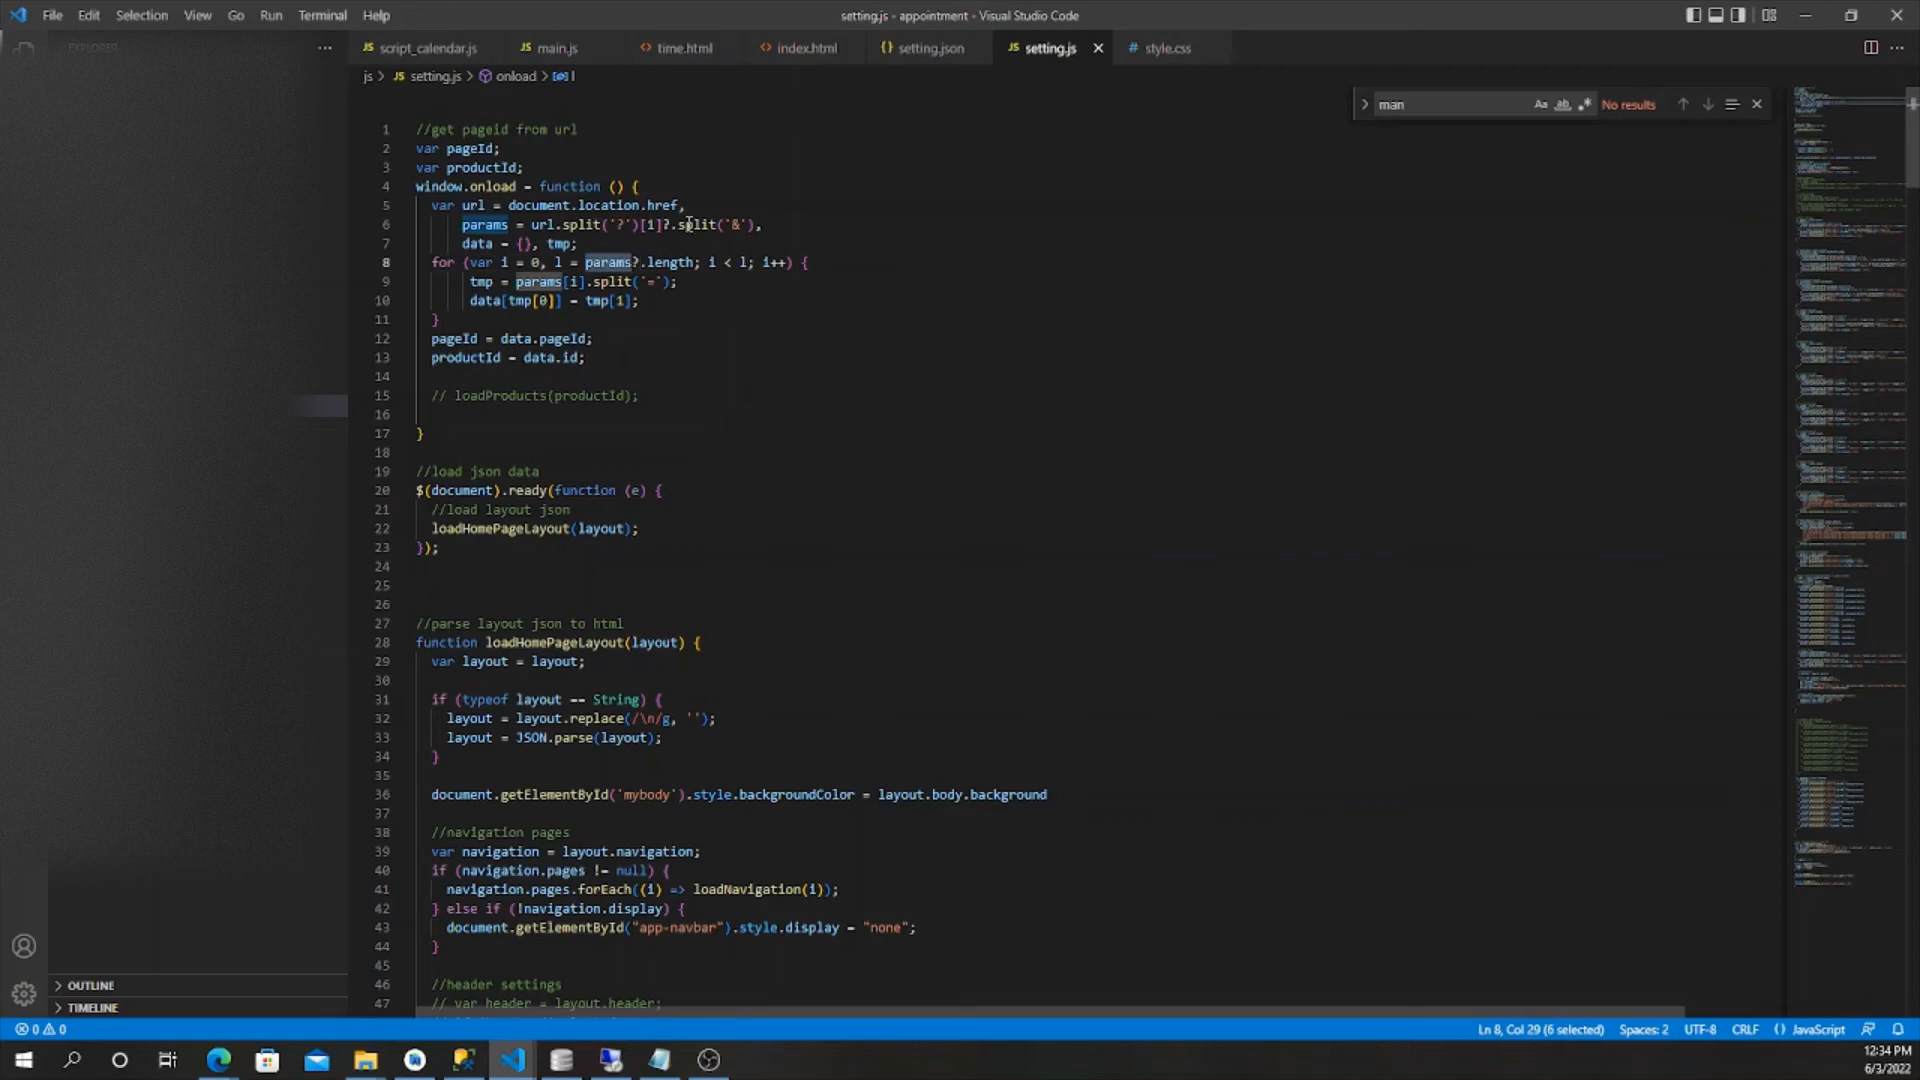 File Edit Selection View Go Run Terminal Help
setting.js - appointment - Visual Studio Code
EXPLORER
JS script_calendar.js JS main.js <> time.html <> index.html {} setting.json JS setting.js style.css
js > JS setting.js > onload > l
> man Aa ab .* No results
1 //get pageid from url
2 var pageId;
3 var productId;
4 window.onload = function () {
5 var url = document.location.href,
6 params = url.split('?')[1]?.split('&'),
7 data = {}, tmp;
8 for (var i = 0, l = params?.length; i < l; i++) {
9 tmp = params[i].split('=');
10 data[tmp[0]] = tmp[1];
11 }
12 pageId = data.pageId;
13 productId = data.id;
14
15 // loadProducts(productId);
16
17 }
18
19 //load json data
20 $(document).ready(function (e) {
21 //load layout json
22 loadHomePageLayout(layout);
23 });
24
25
26
27 //parse layout json to html
28 function loadHomePageLayout(layout) {
29 var layout = layout;
30
31 if (typeof layout == String) {
32 layout = layout.replace(/\n/g, '');
33 layout = JSON.parse(layout);
34 }
35
36 document.getElementById('mybody').style.backgroundColor = layout.body.background
37
38 //navigation pages
39 var navigation = layout.navigation;
40 if (navigation.pages != null) {
41 navigation.pages.forEach((i) => loadNavigation(i));
42 } else if (!navigation.display) {
43 document.getElementById("app-navbar").style.display = "none";
44 }
45
46 //header settings
47 // var header = layout.header;
> OUTLINE
> TIMELINE
0 0
Ln 8, Col 29 (6 selected) Spaces: 2 UTF-8 CRLF {} JavaScript
12:34 PM
6/3/2022